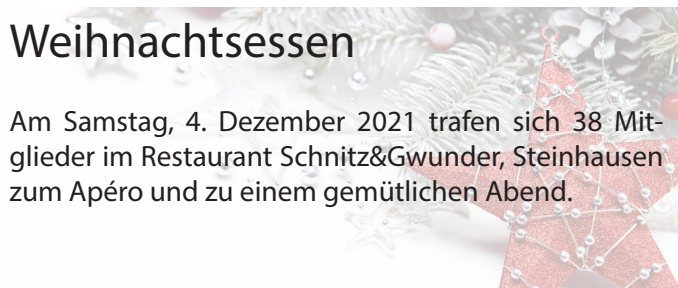 Weihnachtsessen
Am Samstag, 4. Dezember 2021 trafen sich 38 Mit-
glieder im Restaurant Schnitz&Gwunder, Steinhausen
zum Apéro und zu einem gemütlichen Abend.